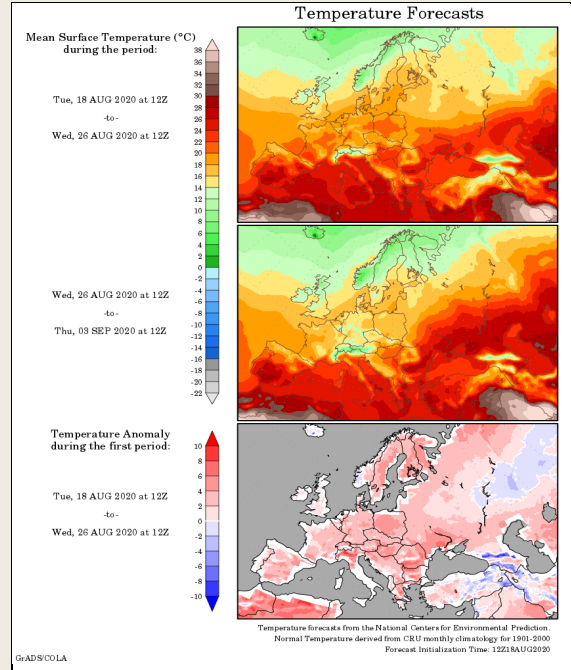 Temperature Forecasts
Mean Surface Temperature (°C)
during the period:
Tue, 18 AUG 2020 at 12Z
-to-
Wed, 26 AUG 2020 at 12Z
38
36
34
32
30
28
26
24
22
20
18
16
14
12
10
8
6
4
2
0
-2
-4
-6
-8
-10
-12
-14
-16
-18
-20
-22
Wed, 26 AUG 2020 at 12Z
-to-
Thu, 03 SEP 2020 at 12Z
Temperature Anomaly
during the first period:
Tue, 18 AUG 2020 at 12Z
-to-
Wed, 26 AUG 2020 at 12Z
10
8
6
4
2
0
-2
-4
-6
-8
-10
Temperature forecasts from the National Centers for Environmental Prediction.
Normal Temperature derived from CRU monthly climatology for 1901-2000
Forecast Initialization Time: 12Z18AUG2020
GrADS/COLA